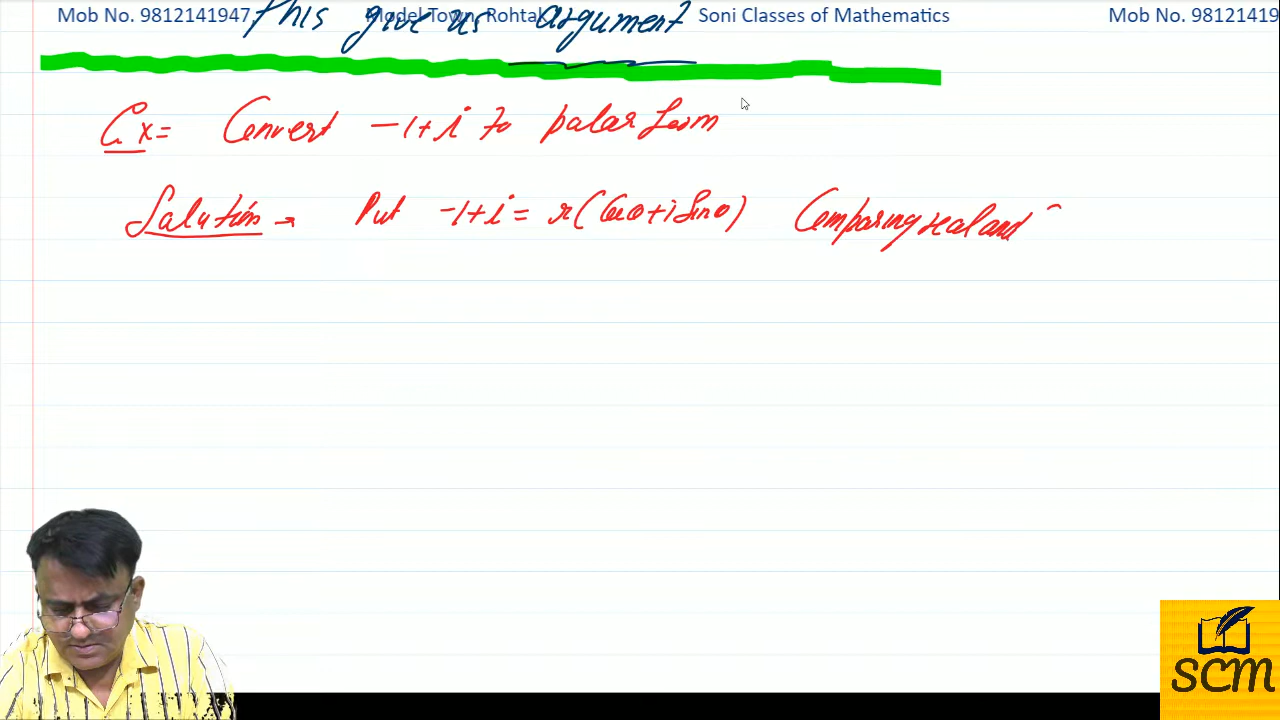 Mob No. 9812141947 Model Town, Rohtak Soni Classes of Mathematics Mob No. 98121419
This give us argument
Ex= Convert -1+i to polar form
Solution → Put -1+i = r(Cosθ+i Sinθ) Comparing real and
SCM